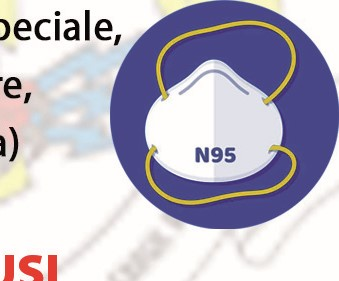 peciale,
re,
a)
N95
USI